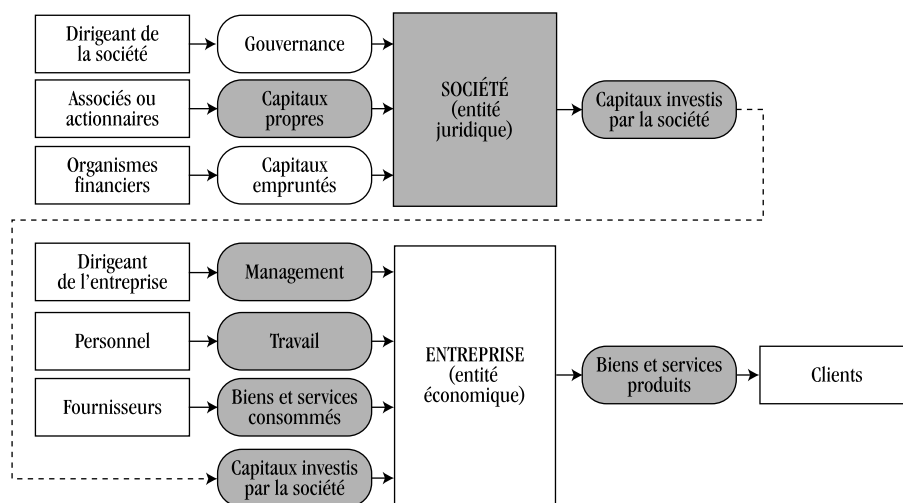 Dirigeant de
la société
Gouvernance
Associés ou
actionnaires
Capitaux
propres
SOCIÉTÉ
(entité
juridique)
Capitaux investis
par la société
Organismes
financiers
Capitaux
empruntés
Dirigeant
de l'entreprise
Management
Personnel
Travail
ENTREPRISE
(entité
économique)
Biens et services
produits
Clients
Fournisseurs
Biens et services
consommés
Capitaux investis
par la société